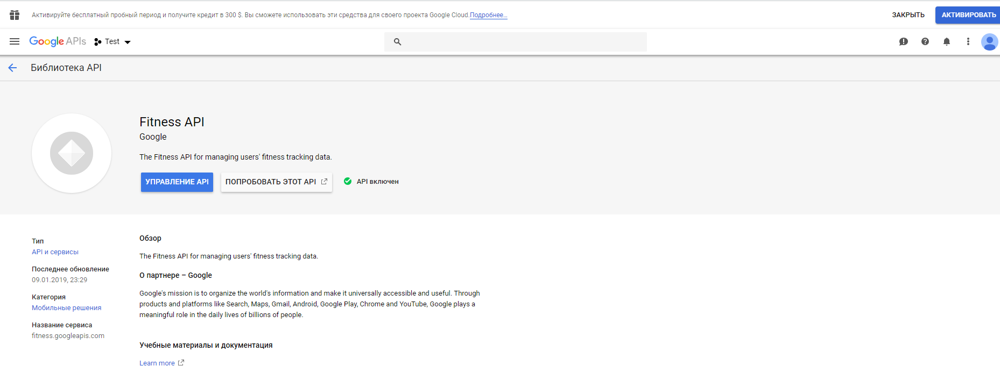 Активируйте бесплатный пробный период и получите кредит в 300 $. Вы сможете использовать эти средства для своего проекта Google Cloud.Подробнее... ЗАКРЫТЬ АКТИВИРОВАТЬ
Google APIs Test
Библиотека API
Fitness API
Google
The Fitness API for managing users' fitness tracking data.
УПРАВЛЕНИЕ API ПОПРОБОВАТЬ ЭТОТ API API включен
Тип
API и сервисы
Последнее обновление
09.01.2019, 23:29
Категория
Мобильные решения
Название сервиса
fitness.googleapis.com
Обзор
The Fitness API for managing users' fitness tracking data.
О партнере – Google
Google's mission is to organize the world's information and make it universally accessible and useful. Through
products and platforms like Search, Maps, Gmail, Android, Google Play, Chrome and YouTube, Google plays a
meaningful role in the daily lives of billions of people.
Учебные материалы и документация
Learn more